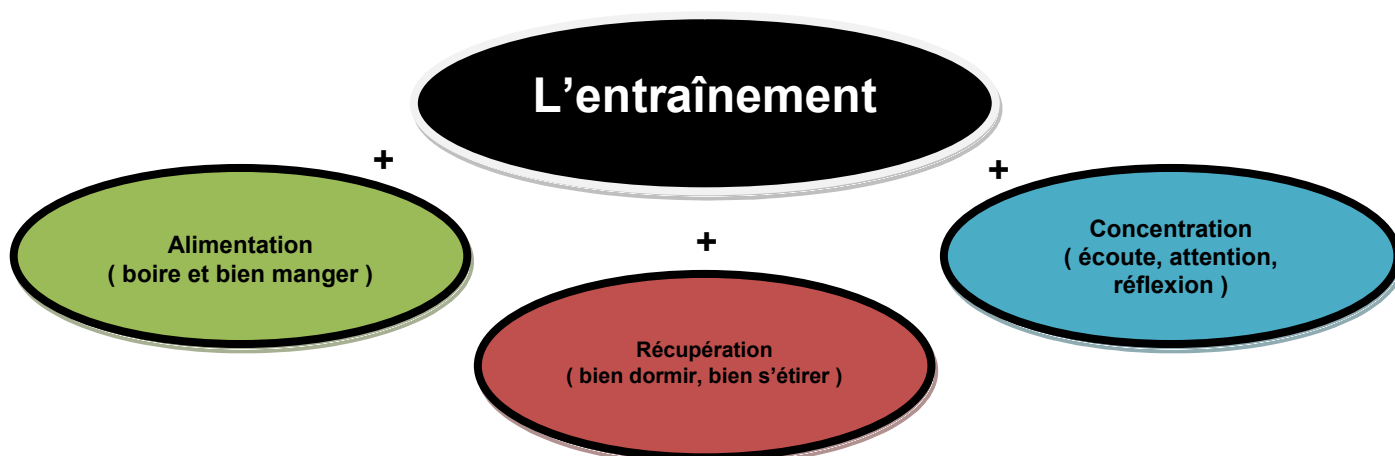 L’entraînement
+
+
Alimentation
( boire et bien manger )
+
Concentration
( écoute, attention,
réflexion )
Récupération
( bien dormir, bien s’étirer )